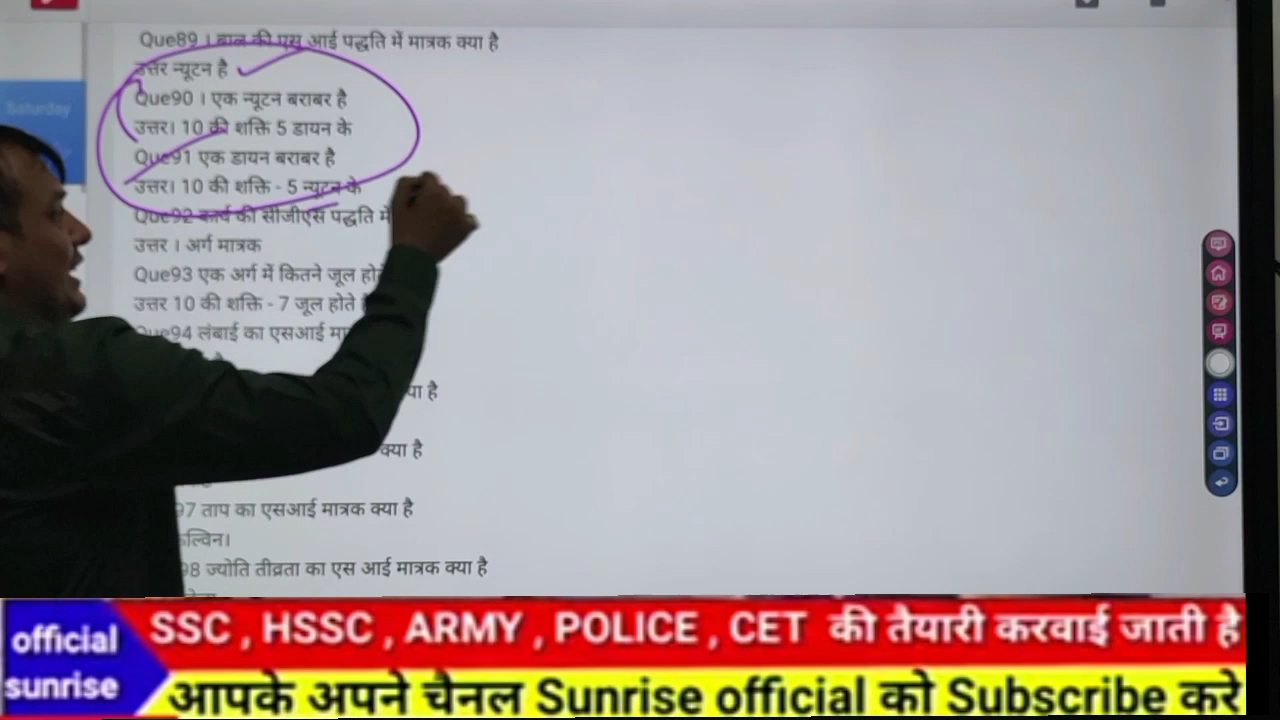 Que89 । बाल की एस आई पद्धति में मात्रक क्या है
उत्तर न्यूटन है
Que90 । एक न्यूटन बराबर है
उत्तर। 10 की शक्ति 5 डायन के
Que91 एक डायन बराबर है
उत्तर। 10 की शक्ति - 5 न्यूटन के
Que92 कार्य की सीजीएस पद्धति में
उत्तर । अर्ग मात्रक
Que93 एक अर्ग में कितने जूल
उत्तर 10 की शक्ति - 7 जूल होते
Que94 लंबाई का एसआई
है
क्या है
97 ताप का एसआई मात्रक क्या है
98 ज्योति तीव्रता का एस आई मात्रक क्या है
Saturday
official
sunrise
SSC , HSSC , ARMY , POLICE , CET की तैयारी करवाई जाती है
आपके अपने चैनल Sunrise official को Subscribe करे